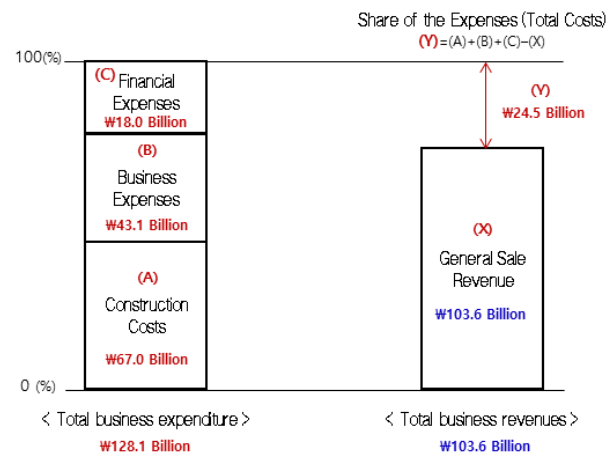 Share of the Expenses (Total Costs)
(Y)=(A)+(B)+(C)-(X)
100(%)
(C) Financial
Expenses
₩18.0 Billion
(B)
Business
Expenses
₩43.1 Billion
(A)
Construction
Costs
₩67.0 Billion
0 (%)
< Total business expenditure >
₩128.1 Billion
(Y)
₩24.5 Billion
(X)
General Sale
Revenue
₩103.6 Billion
< Total business revenues >
₩103.6 Billion